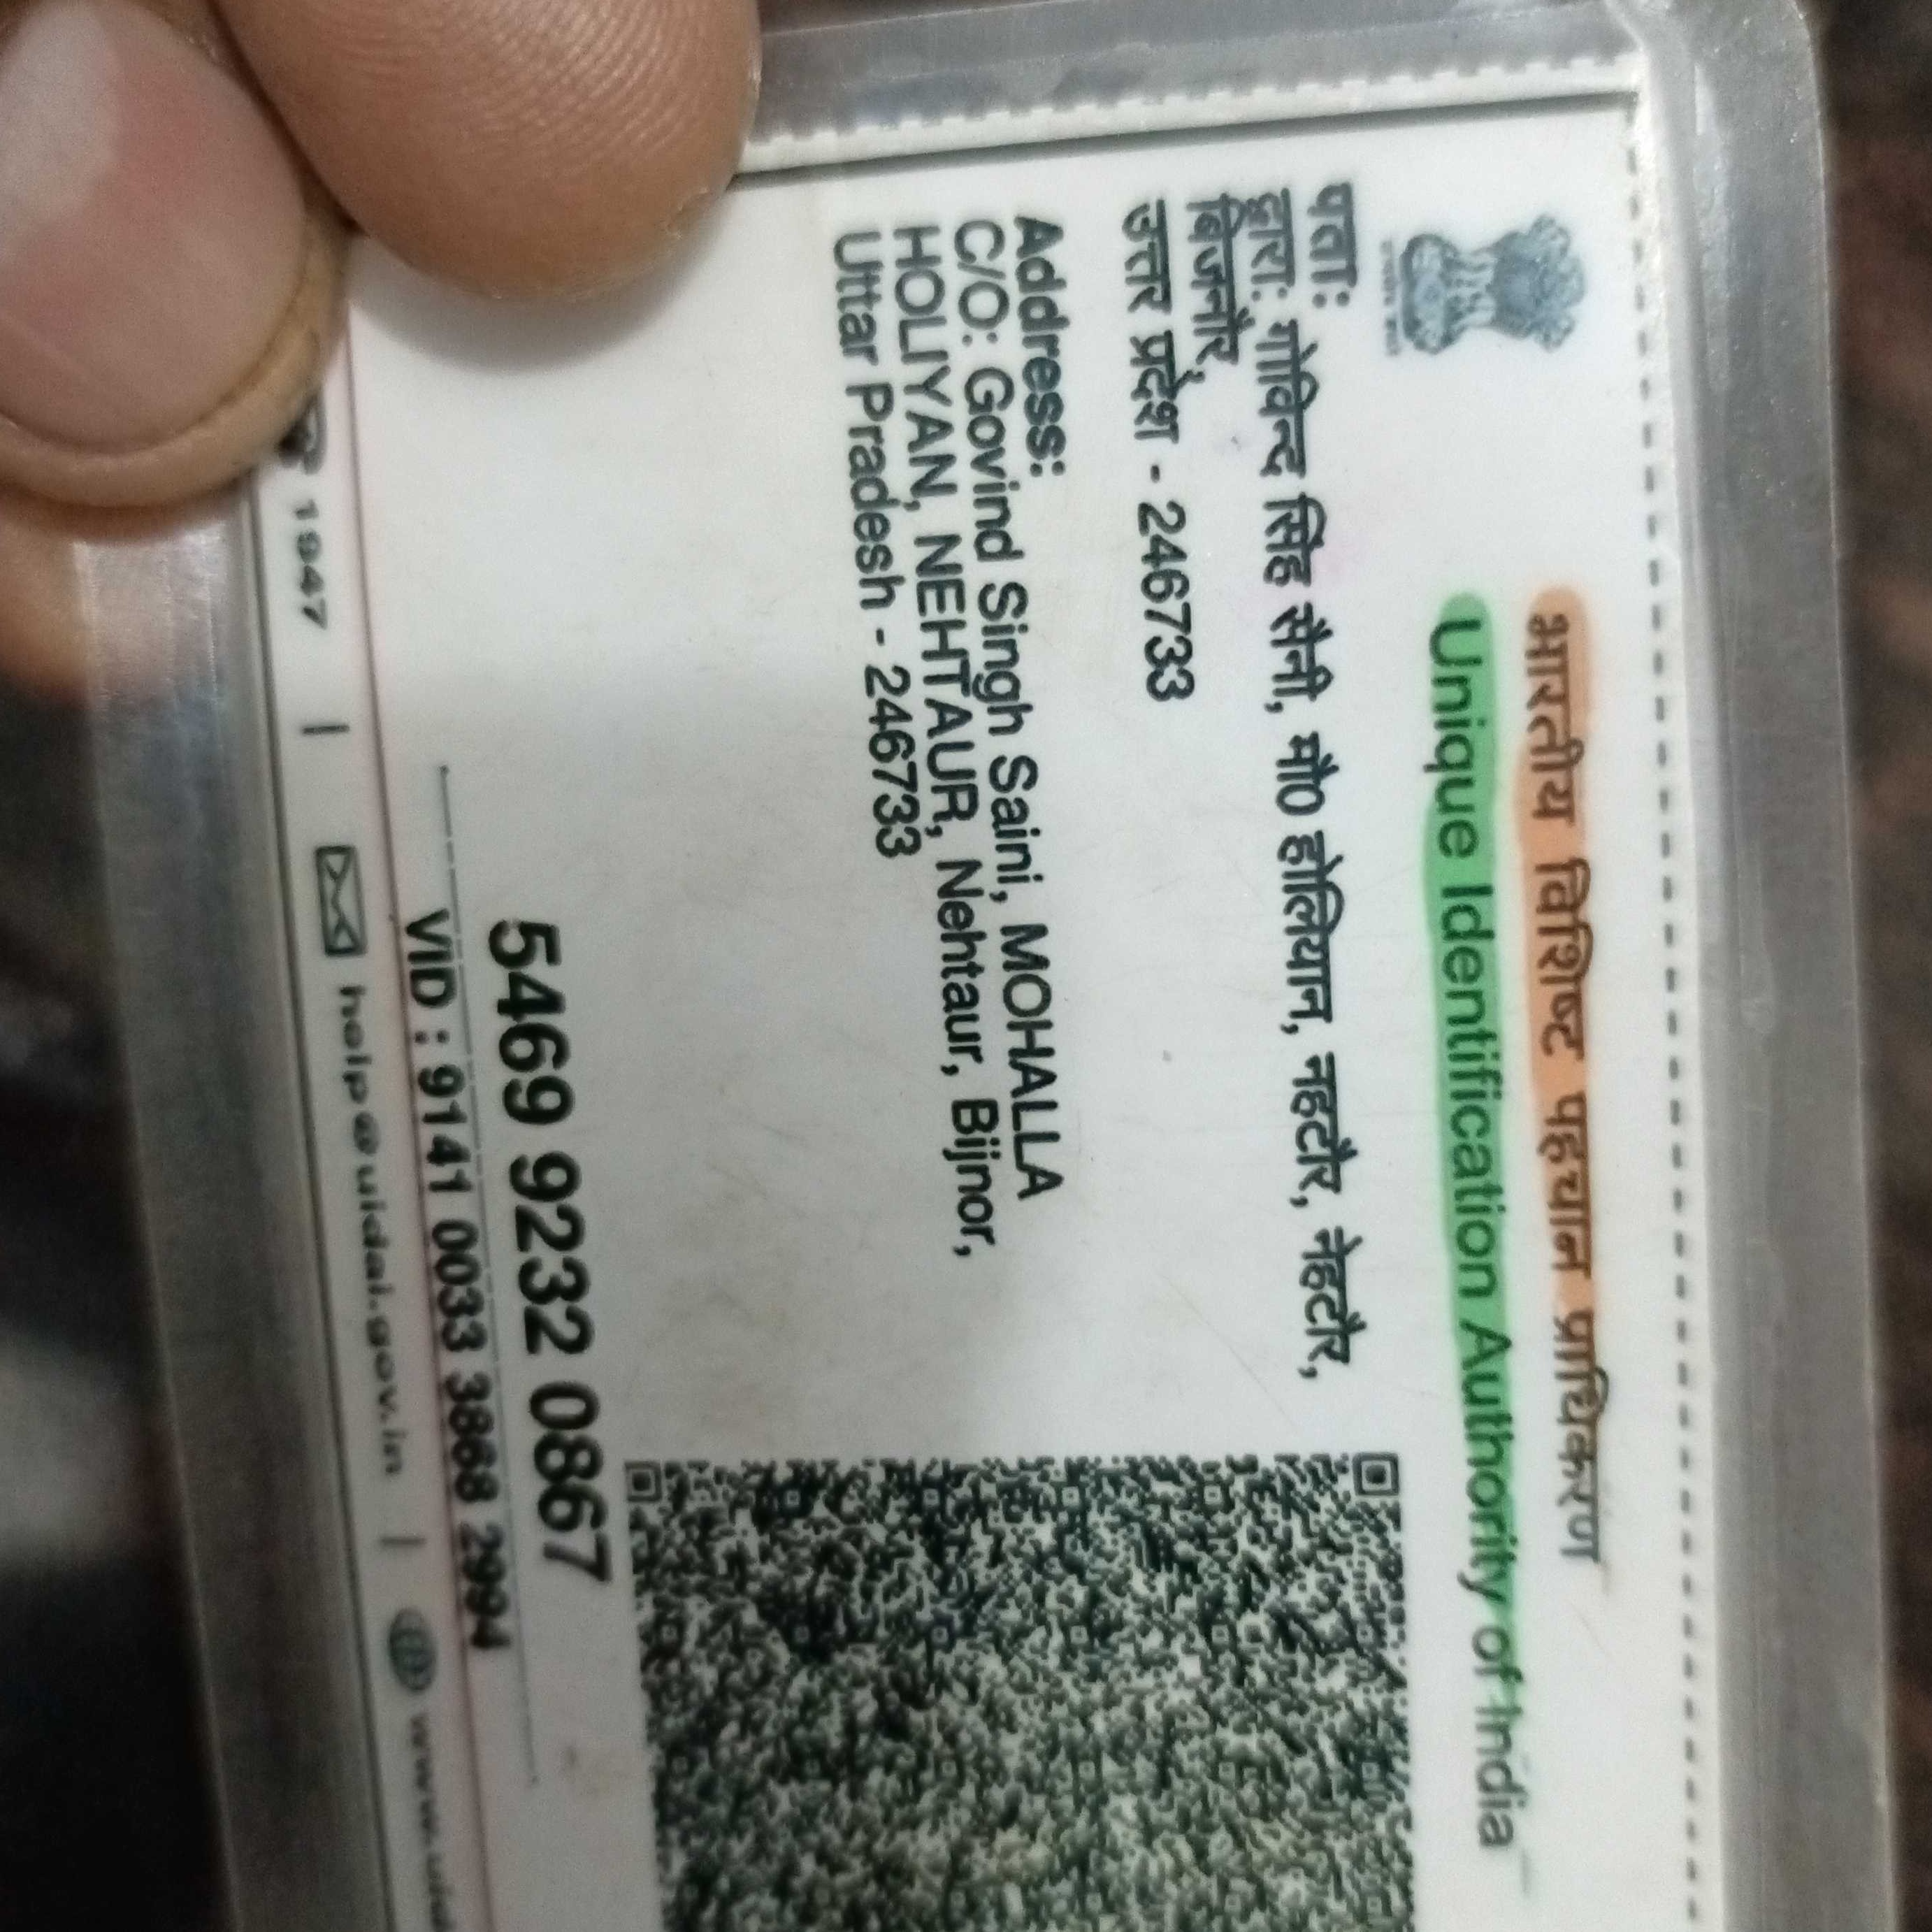 भारतीय विशिष्ट पहचान प्राधिकरण
Unique Identification Authority of India
पता:
द्वारा: गोविन्द सिंह सैनी, मौ0 होलियान, नहटौर, नेहटौर,
बिजनौर,
उत्तर प्रदेश - 246733
Address:
C/O: Govind Singh Saini, MOHALLA
HOLIYAN, NEHTAUR, Nehtaur, Bijnor,
Uttar Pradesh - 246733
5469 9232 0867
VID : 9141 0033 3868 2994
1947 | help@uidai.gov.in | www.